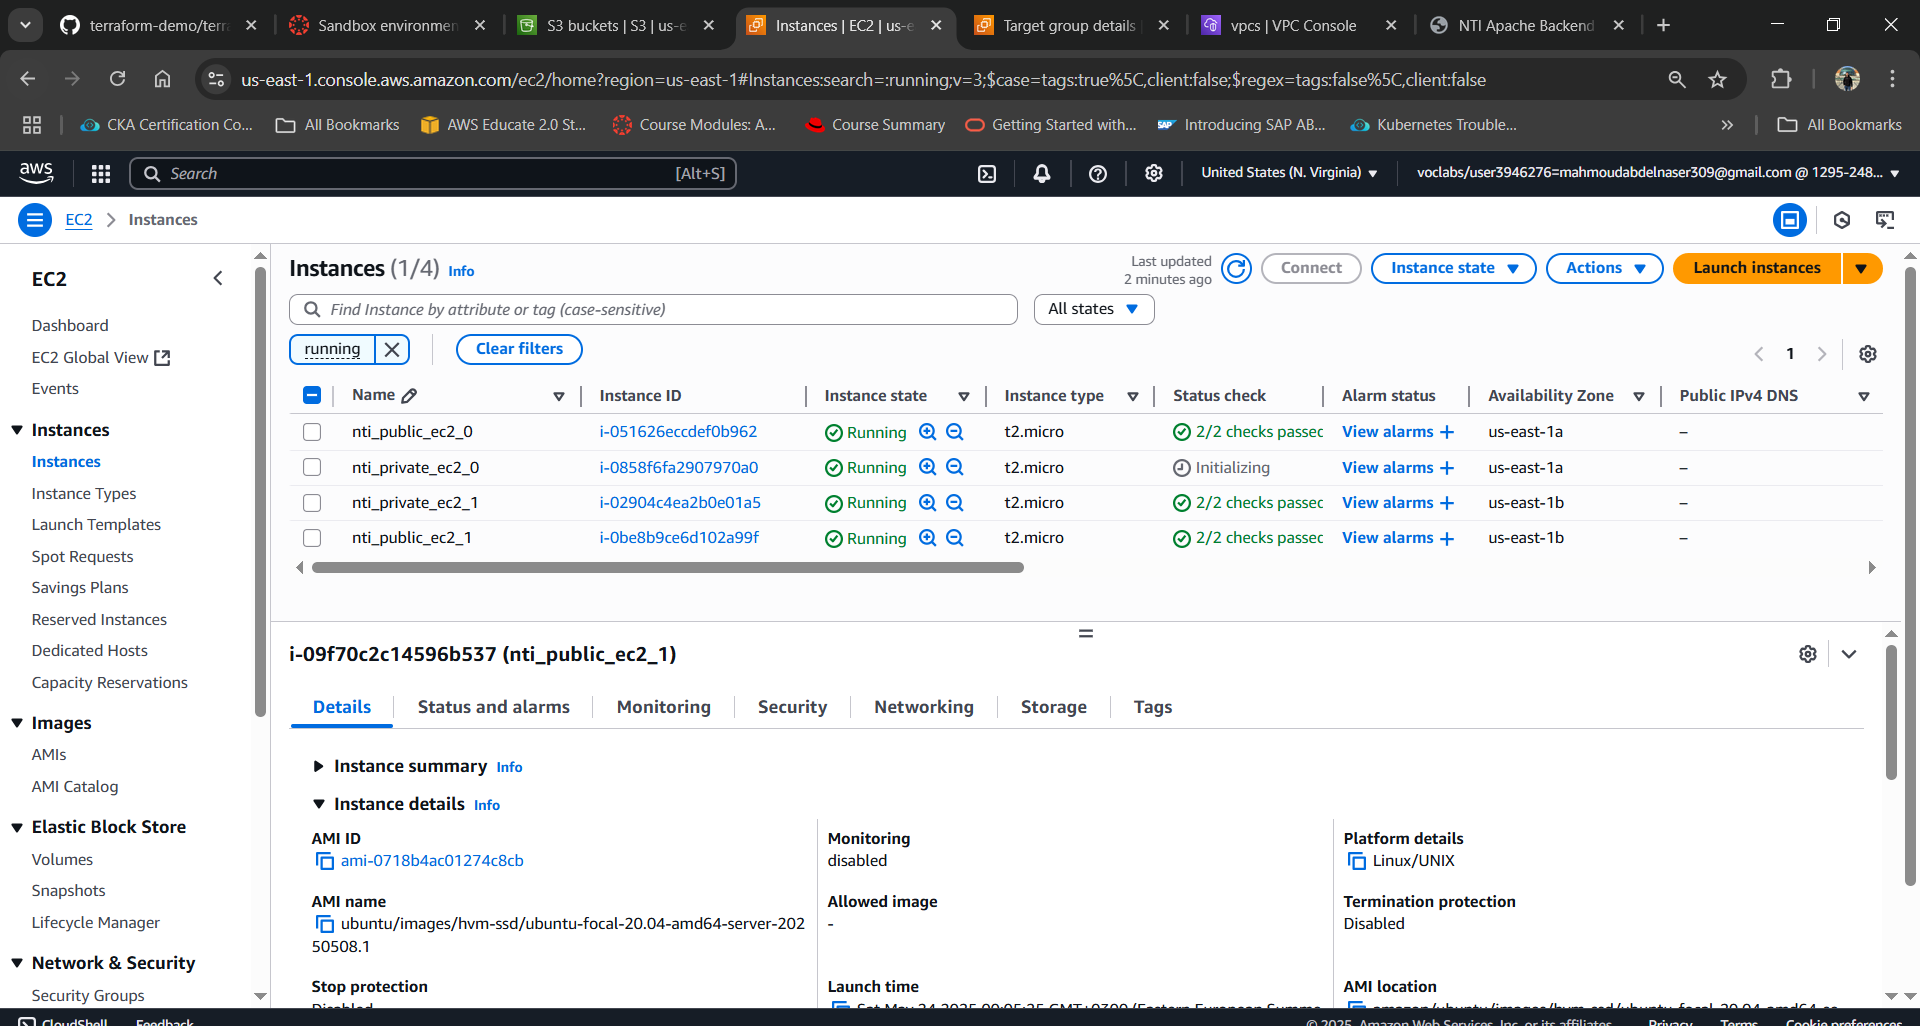 terraform-demo/terra
Sandbox environmen
S3 buckets | S3 | us-e
Instances | EC2 | us-e
Target group details
vpcs | VPC Console
NTI Apache Backend
us-east-1.console.aws.amazon.com/ec2/home?region=us-east-1#Instances:search=:running;v=3;$case=tags:true%5C,client:false;$regex=tags:false%5C,client:false
CKA Certification Co...
All Bookmarks
AWS Educate 2.0 St...
Course Modules: A...
Course Summary
Getting Started with...
Introducing SAP AB...
Kubernetes Trouble...
All Bookmarks
aws
Search
[Alt+S]
United States (N. Virginia)
voclabs/user3946276=mahmoudabdelnaser309@gmail.com @ 1295-248...
EC2
Instances
EC2
Dashboard
EC2 Global View
Events
Instances
Instances
Instance Types
Launch Templates
Spot Requests
Savings Plans
Reserved Instances
Dedicated Hosts
Capacity Reservations
Images
AMIs
AMI Catalog
Elastic Block Store
Volumes
Snapshots
Lifecycle Manager
Network & Security
Security Groups
Instances (1/4) Info
Last updated
2 minutes ago
Connect
Instance state
Actions
Launch instances
Find Instance by attribute or tag (case-sensitive)
All states
running
Clear filters
1
Name Instance ID Instance state Instance type Status check Alarm status Availability Zone Public IPv4 DNS
nti_public_ec2_0 i-051626eccdef0b962 Running t2.micro 2/2 checks passed View alarms + us-east-1a –
nti_private_ec2_0 i-0858f6fa2907970a0 Running t2.micro Initializing View alarms + us-east-1a –
nti_private_ec2_1 i-02904c4ea2b0e01a5 Running t2.micro 2/2 checks passed View alarms + us-east-1b –
nti_public_ec2_1 i-0be8b9ce6d102a99f Running t2.micro 2/2 checks passed View alarms + us-east-1b –
i-09f70c2c14596b537 (nti_public_ec2_1)
Details
Status and alarms
Monitoring
Security
Networking
Storage
Tags
Instance summary Info
Instance details Info
AMI ID
ami-0718b4ac01274c8cb
Monitoring
disabled
Platform details
Linux/UNIX
AMI name
ubuntu/images/hvm-ssd/ubuntu-focal-20.04-amd64-server-202
50508.1
Allowed image
-
Termination protection
Disabled
Stop protection
Disabled
Launch time
AMI location
CloudShell
Feedback
© 2025, Amazon Web Services, Inc. or its affiliates.
Privacy
Terms
Cookie preferences